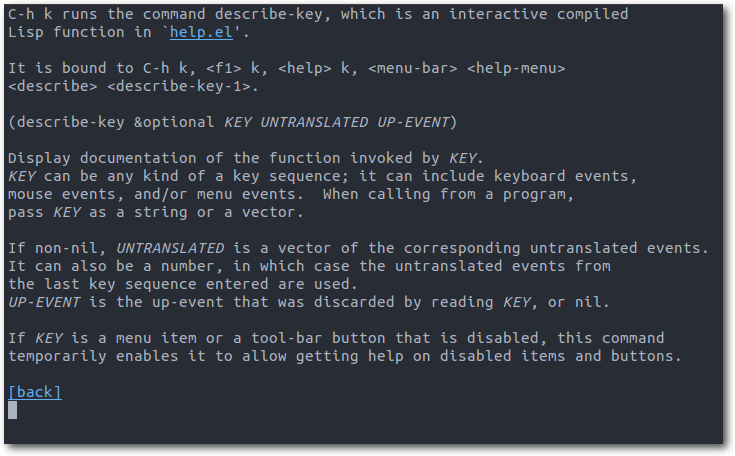 C-h k runs the command describe-key, which is an interactive compiled
Lisp function in `help.el'.
It is bound to C-h k, <f1> k, <help> k, <menu-bar> <help-menu>
<describe> <describe-key-1>.
(describe-key &optional KEY UNTRANSLATED UP-EVENT)
Display documentation of the function invoked by KEY.
KEY can be any kind of a key sequence; it can include keyboard events,
mouse events, and/or menu events.  When calling from a program,
pass KEY as a string or a vector.
If non-nil, UNTRANSLATED is a vector of the corresponding untranslated events.
It can also be a number, in which case the untranslated events from
the last key sequence entered are used.
UP-EVENT is the up-event that was discarded by reading KEY, or nil.
If KEY is a menu item or a tool-bar button that is disabled, this command
temporarily enables it to allow getting help on disabled items and buttons.
[back]